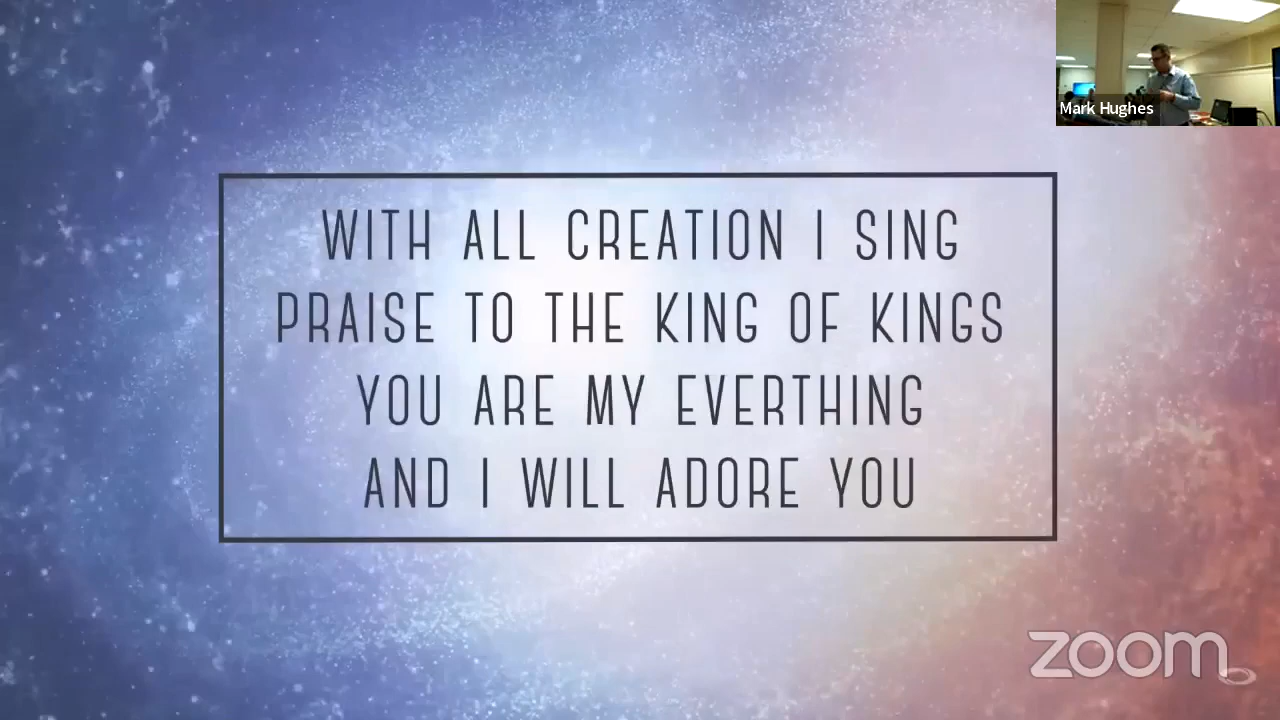 Mark Hughes
WITH ALL CREATION I SING
PRAISE TO THE KING OF KINGS
YOU ARE MY EVERTHING
AND I WILL ADORE YOU
zoom